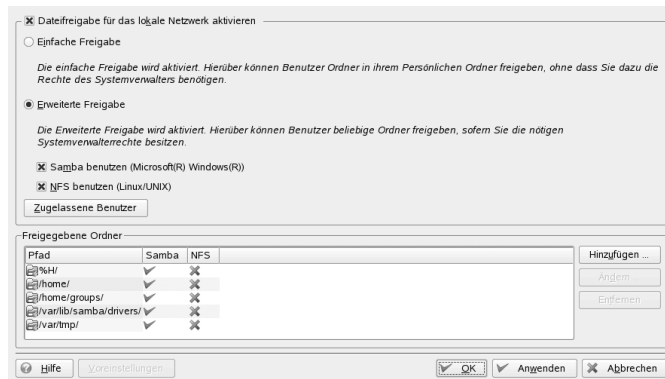 Dateifreigabe für das lokale Netzwerk aktivieren
Einfache Freigabe
Die einfache Freigabe wird aktiviert. Hierüber können Benutzer Ordner in ihrem Persönlichen Ordner freigeben, ohne dass Sie dazu die
Rechte des Systemverwalters benötigen.
Erweiterte Freigabe
Die Erweiterte Freigabe wird aktiviert. Hierüber können Benutzer beliebige Ordner freigeben, sofern Sie die nötigen
Systemverwalterrechte besitzen.
Samba benutzen (Microsoft(R) Windows(R))
NFS benutzen (Linux/UNIX)
Zugelassene Benutzer
Freigegebene Ordner
Pfad Samba NFS
%H/
/home/
/home/groups/
/var/lib/samba/drivers/
/var/tmp/
Hinzufügen ...
Ändern
Entfernen
Hilfe Voreinstellungen OK Anwenden Abbrechen